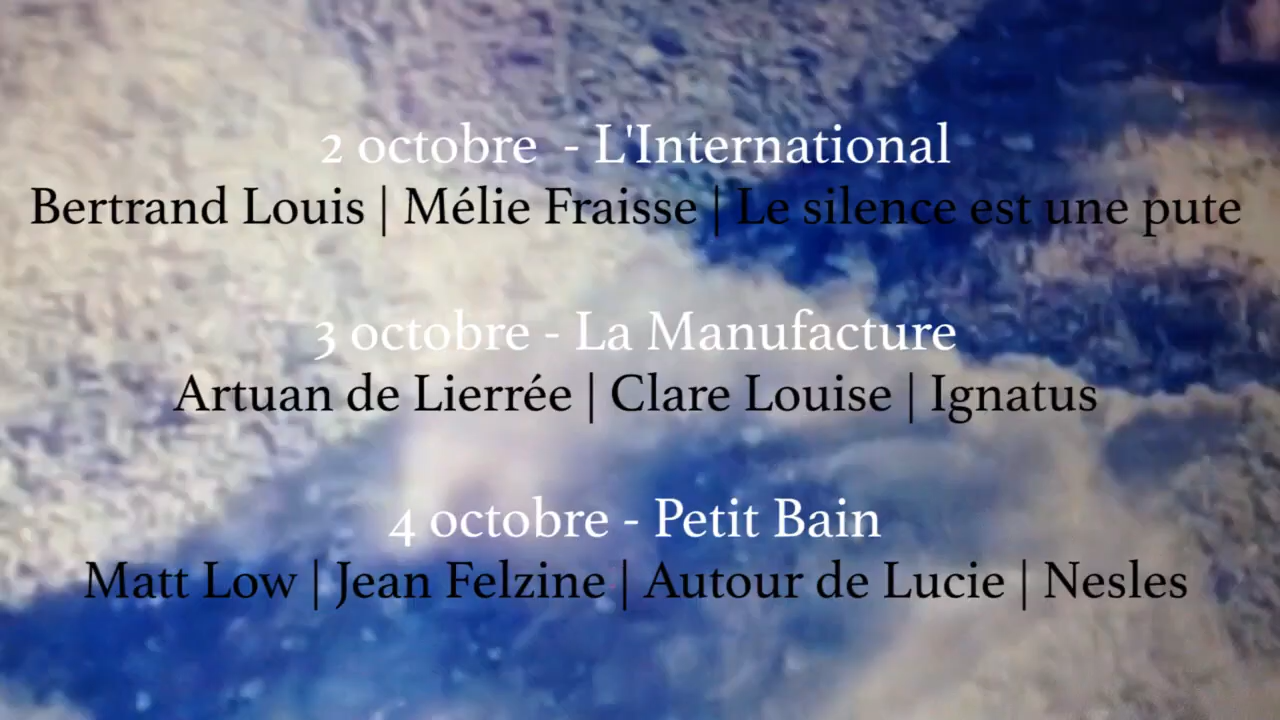 2 octobre - L'International
Bertrand Louis | Mélie Fraisse | Le silence est une pute
3 octobre - La Manufacture
Artuan de Lierrée | Clare Louise | Ignatus
4 octobre - Petit Bain
Matt Low | Jean Felzine | Autour de Lucie | Nesles